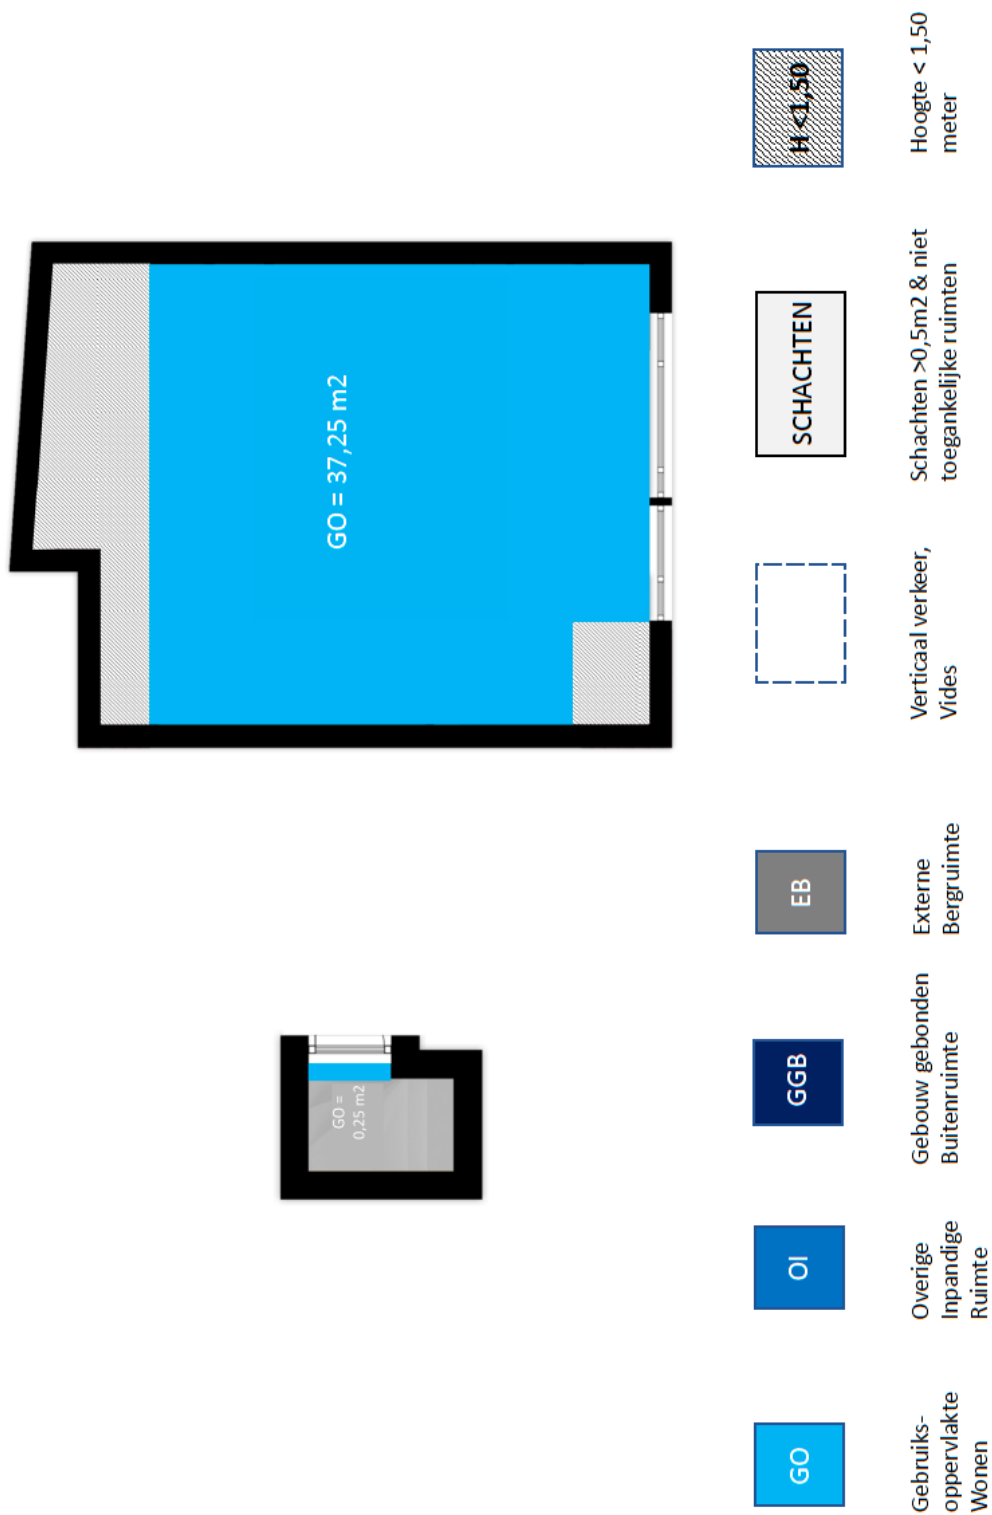 GO =
0,25 m2
GO = 37,25 m2
GO
OI
GGB
EB
SCHACHTEN
H <1,50
Gebruiks-
oppervlakte
Wonen
Overige
Inpandige
Ruimte
Gebouw gebonden
Buitenruimte
Externe
Bergruimte
Verticaal verkeer,
Vides
Schachten >0,5m2 & niet
toegankelijke ruimten
Hoogte < 1,50
meter